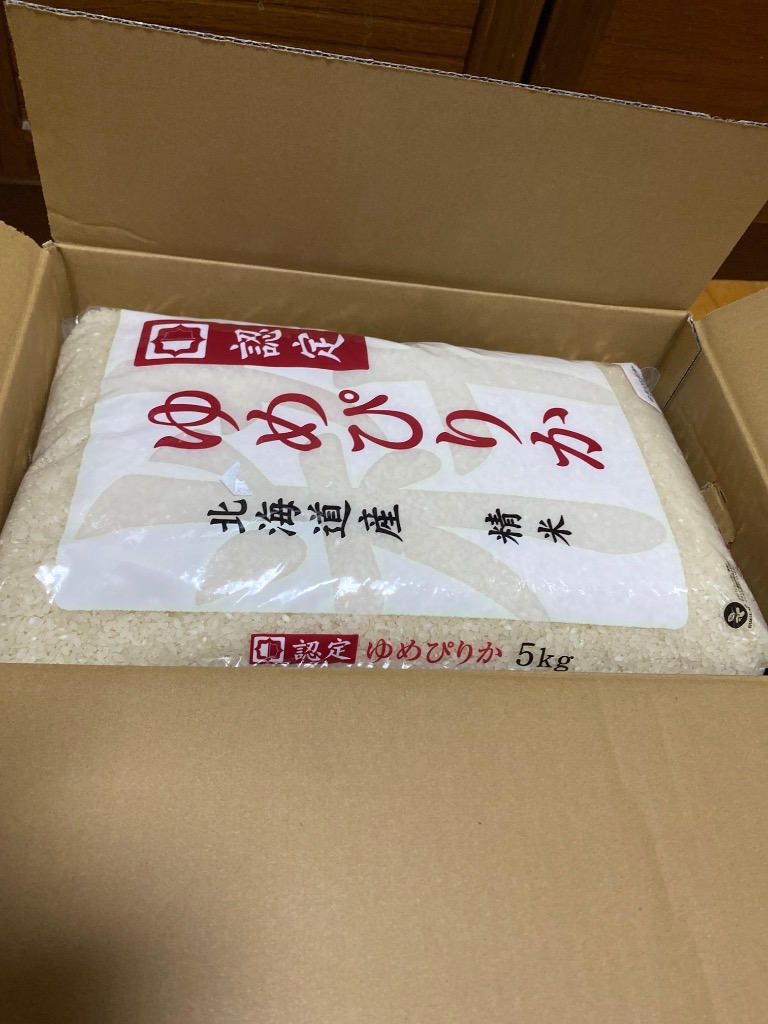 認定
ゆめぴりか
北海道産
精米
認定 ゆめぴりか 5kg